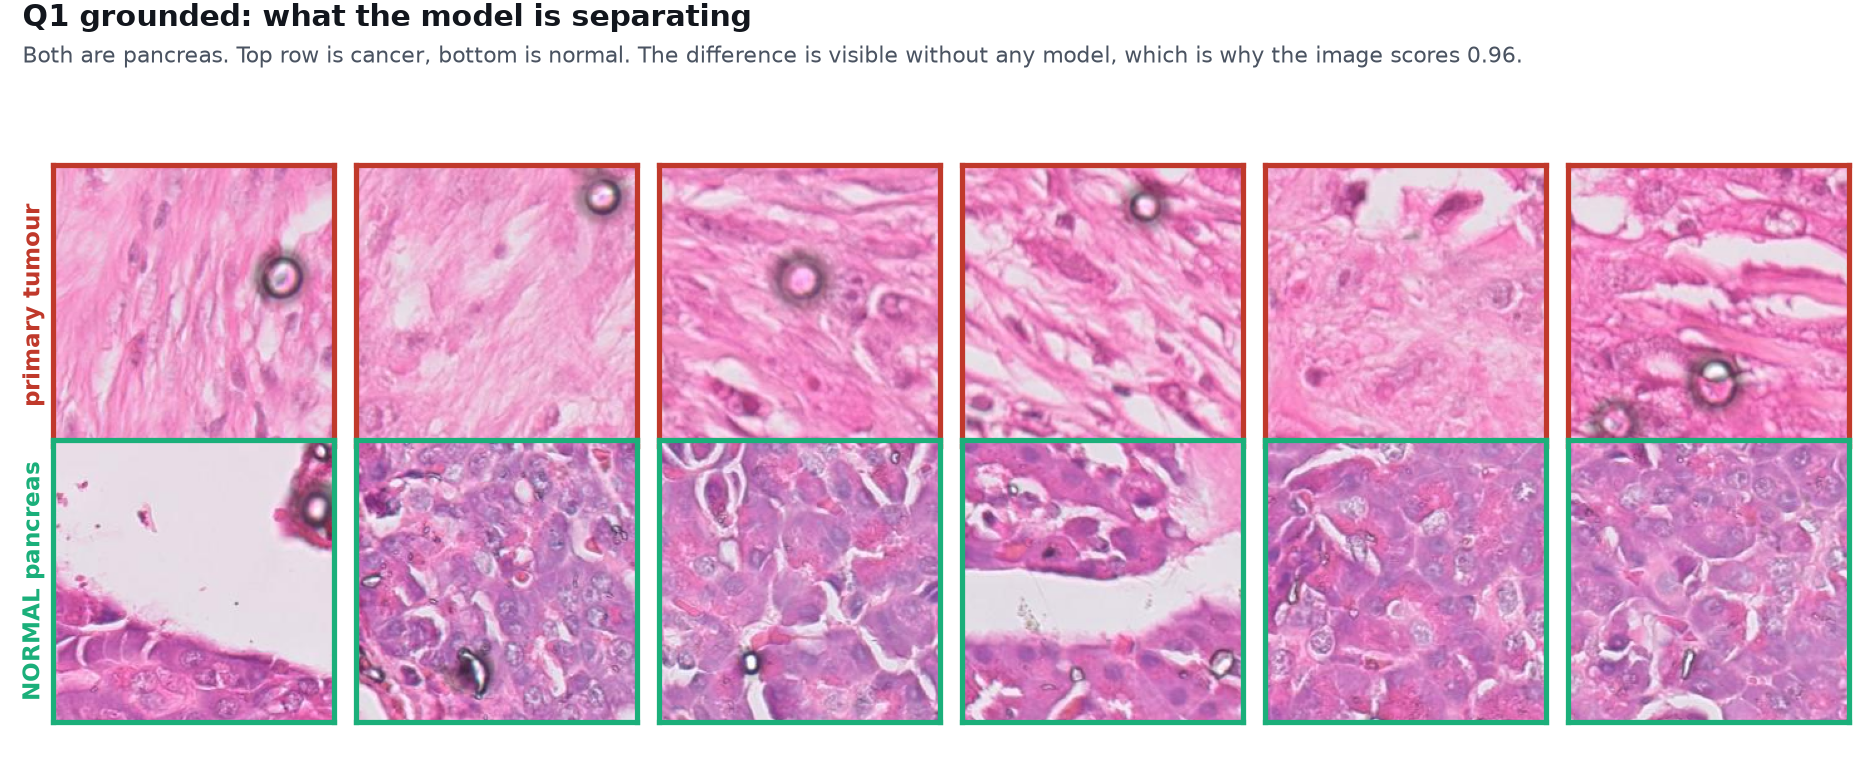 Q1 grounded: what the model is separating
Both are pancreas. Top row is cancer, bottom is normal. The difference is visible without any model, which is why the image scores 0.96.
primary tumour
NORMAL pancreas